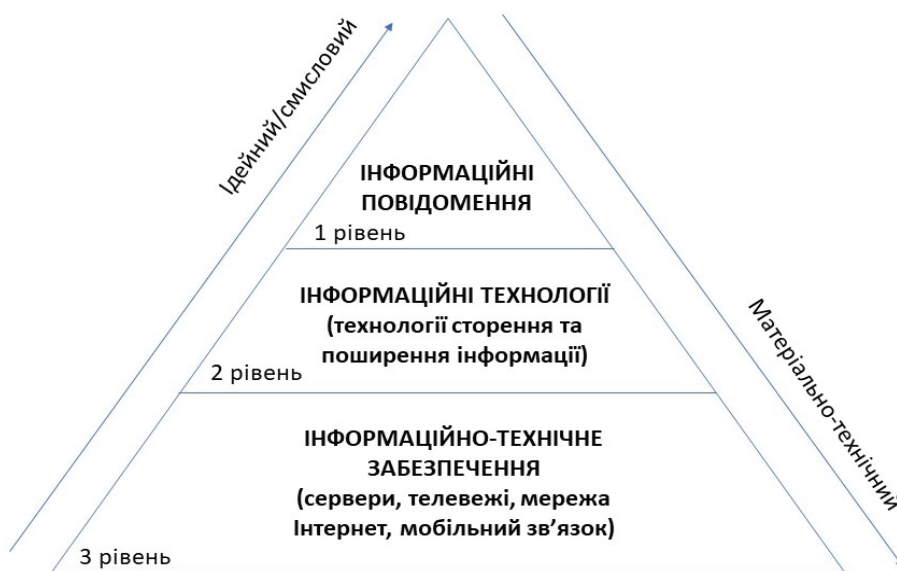 Ідейний/смисловий
ІНФОРМАЦІЙНІ
ПОВІДОМЕННЯ
1 рівень
ІНФОРМАЦІЙНІ ТЕХНОЛОГІЇ
(технології сторення та
поширення інформації)
2 рівень
Матеріально-технічний
ІНФОРМАЦІЙНО-ТЕХНІЧНЕ
ЗАБЕЗПЕЧЕННЯ
(сервери, телевежі, мережа
Інтернет, мобільний зв’язок)
3 рівень